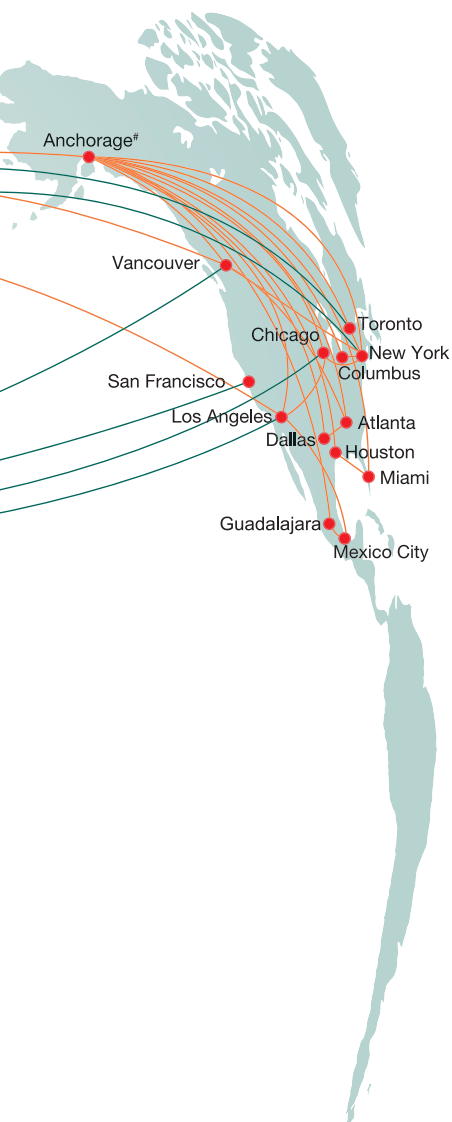 Anchorage#
Vancouver
Toronto
Chicago
New York
Columbus
San Francisco
Los Angeles
Atlanta
Dallas
Houston
Miami
Guadalajara
Mexico City